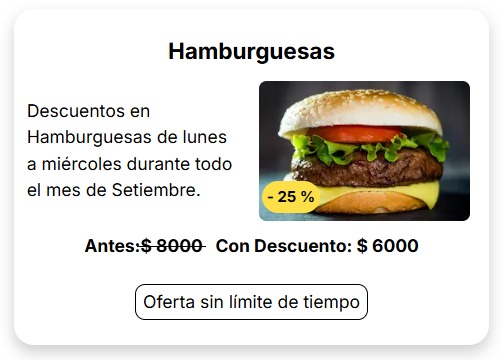 Hamburguesas
Descuentos en
Hamburguesas de lunes
a miércoles durante todo
el mes de Setiembre.
- 25 %
Antes:$ 8000 Con Descuento: $ 6000
Oferta sin límite de tiempo